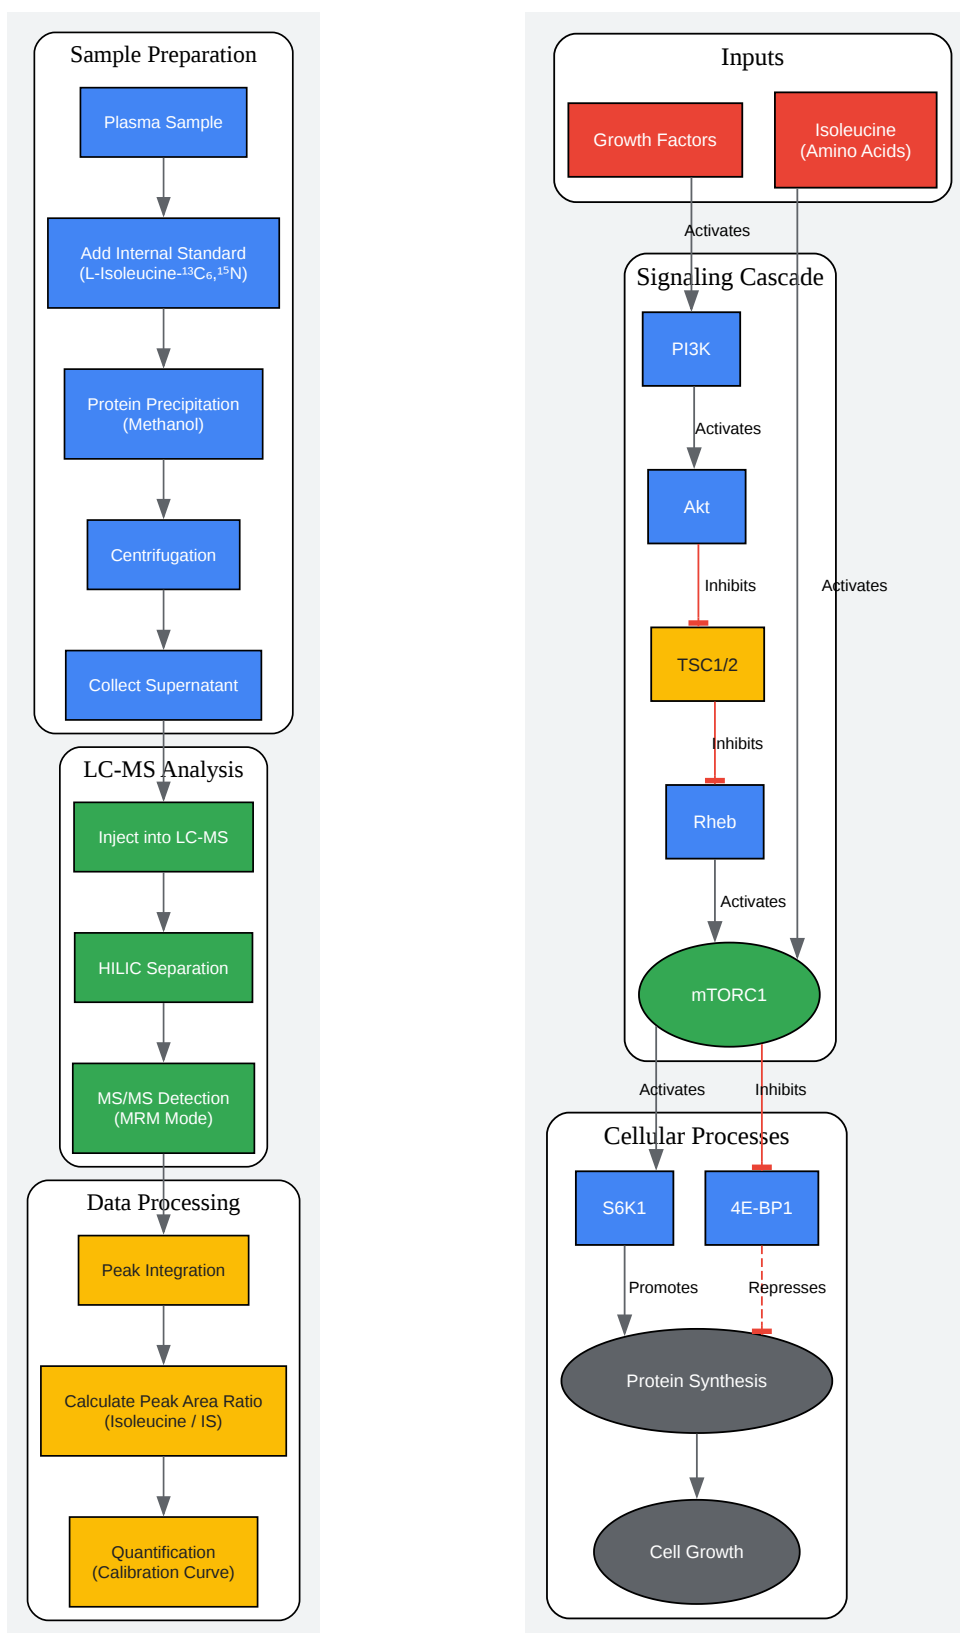 Sample Preparation
Plasma Sample
Add Internal Standard
(L-Isoleucine-¹³C₆,¹⁵N)
Protein Precipitation
(Methanol)
Centrifugation
Collect Supernatant
LC-MS Analysis
Inject into LC-MS
HILIC Separation
MS/MS Detection
(MRM Mode)
Data Processing
Peak Integration
Calculate Peak Area Ratio
(Isoleucine / IS)
Quantification
(Calibration Curve)
Inputs
Growth Factors
Isoleucine
(Amino Acids)
Activates
Signaling Cascade
PI3K
Activates
Akt
Inhibits
Activates
TSC1/2
Inhibits
Rheb
Activates
mTORC1
Activates
Inhibits
Cellular Processes
S6K1
4E-BP1
Promotes
Represses
Protein Synthesis
Cell Growth